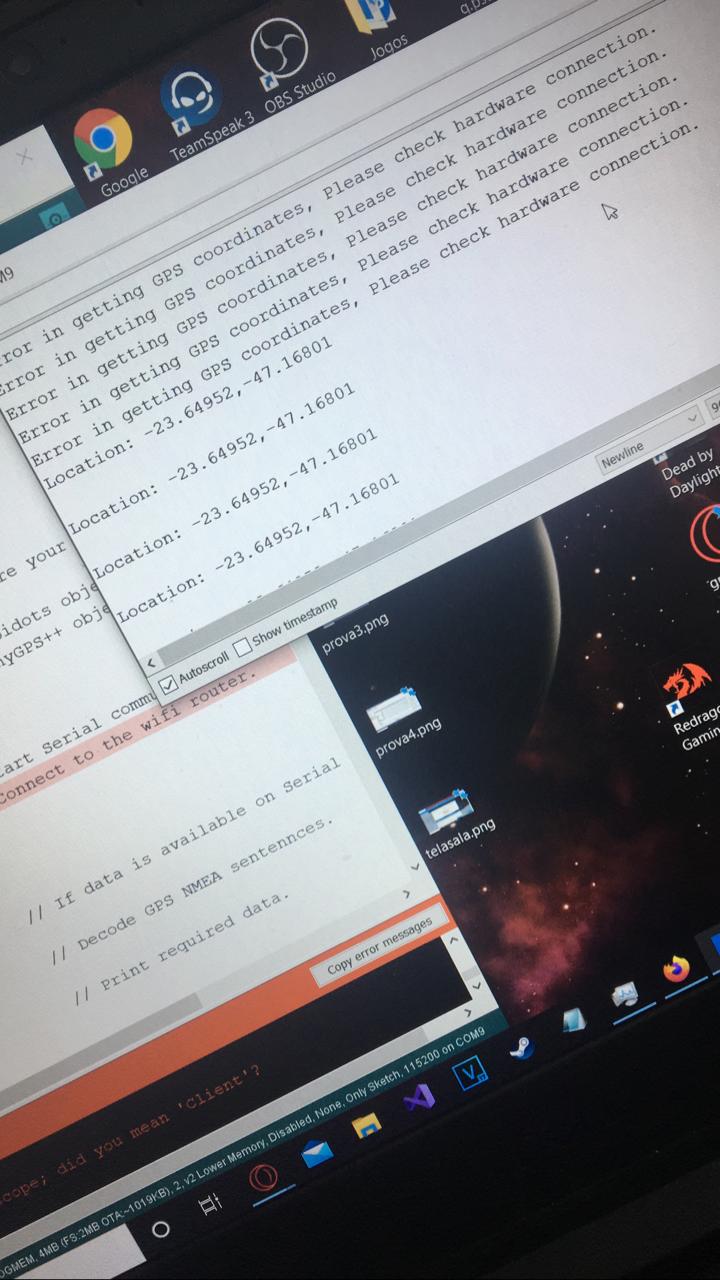 Google
TeamSpeak 3
OBS Studio
Jogos
M9
rror in getting GPS coordinates, Please check hardware connection.
Error in getting GPS coordinates, Please check hardware connection.
Error in getting GPS coordinates, Please check hardware connection.
Error in getting GPS coordinates, Please check hardware connection.
Error in getting GPS coordinates, Please check hardware connection.
Location: -23.64952,-47.16801
Location: -23.64952,-47.16801
Location: -23.64952,-47.16801
Location: -23.64952,-47.16801
Autoscroll
Show timestamp
Newline
Dead by
Daylight
Redrago
Gamin
prova3.png
prova4.png
telasala.png
re your
idots obje
nyGPS++ obje
tart Serial commu
Connect to the wifi router.
// If data is available on Serial
// Decode GPS NMEA sentennces.
// Print required data.
Copy error messages
cope; did you mean 'Client'?
OGMEM, 4MB (FS:2MB OTA:~1019KB), 2, v2 Lower Memory, Disabled, None, Only Sketch, 115200 on COM9